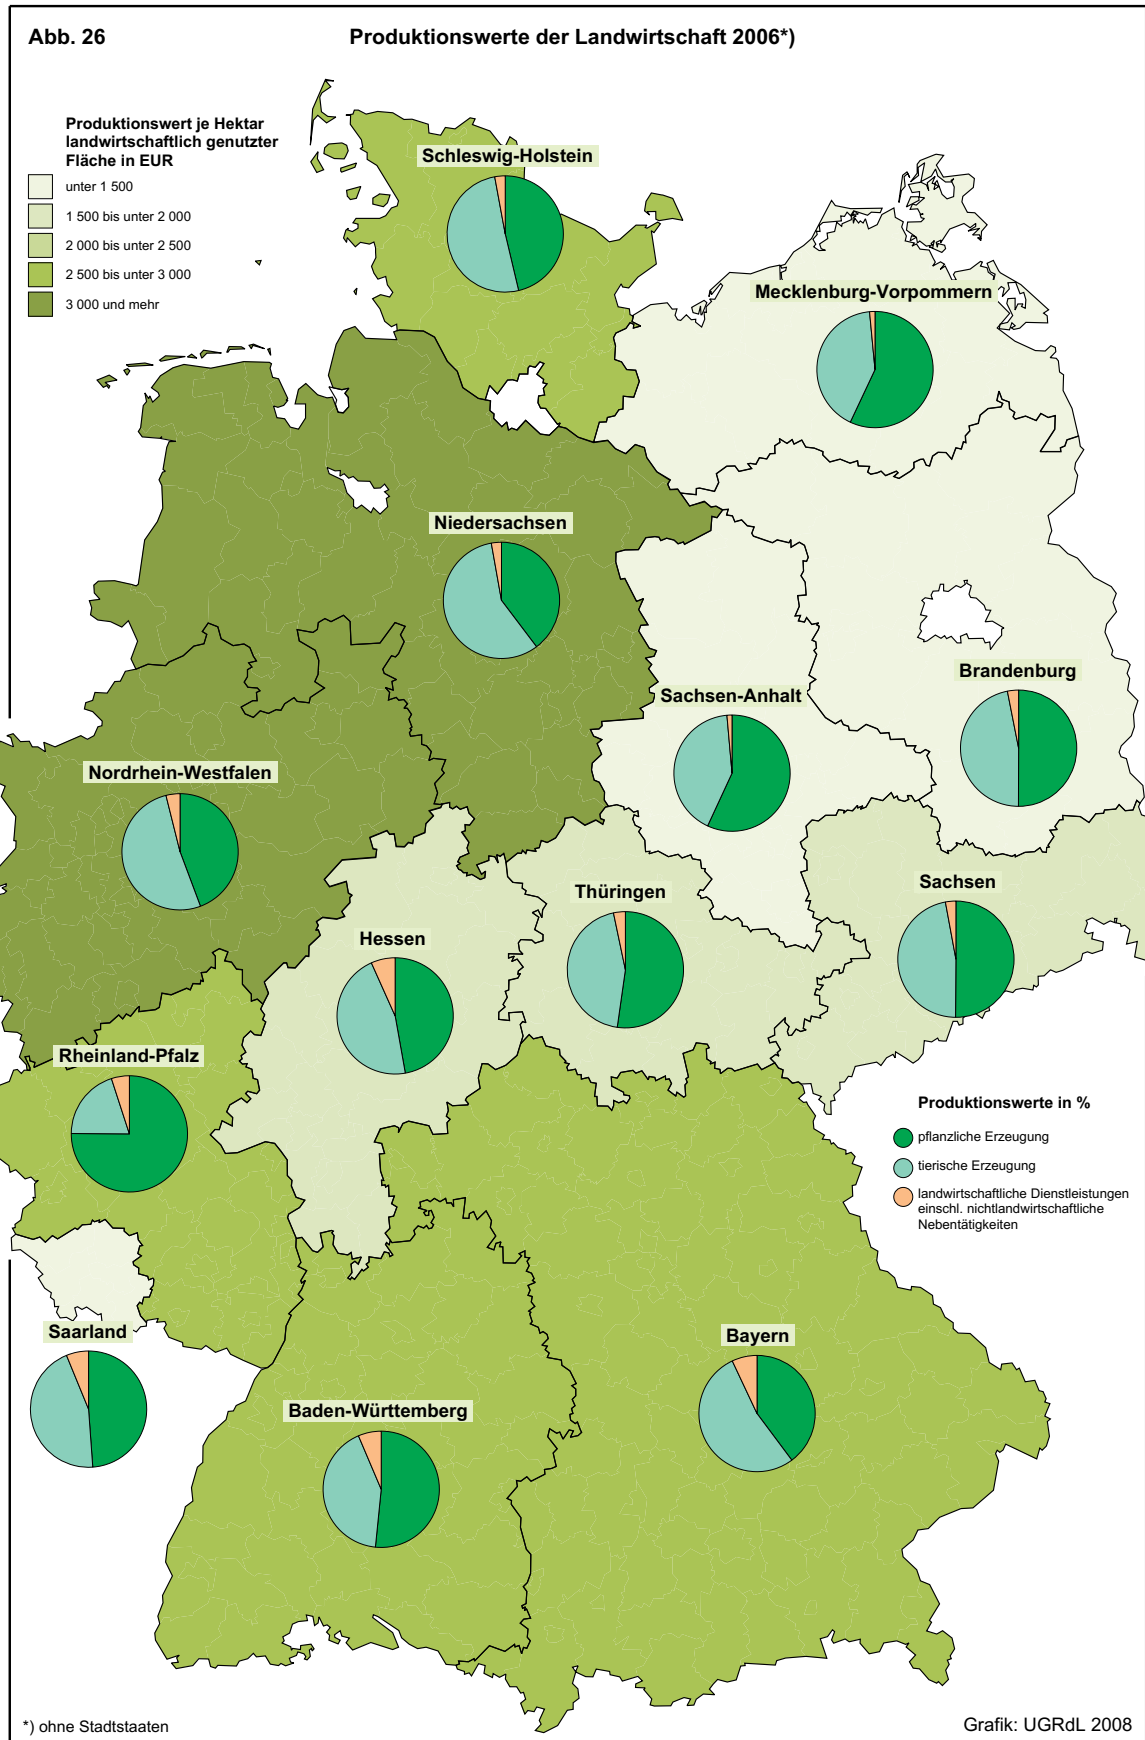 Abb. 26
Produktionswerte der Landwirtschaft 2006*)
Produktionswert je Hektar
landwirtschaftlich genutzter
Fläche in EUR
unter 1 500
1 500 bis unter 2 000
2 000 bis unter 2 500
2 500 bis unter 3 000
3 000 und mehr
Schleswig-Holstein
Mecklenburg-Vorpommern
Niedersachsen
Brandenburg
Sachsen-Anhalt
Nordrhein-Westfalen
Sachsen
Thüringen
Hessen
Rheinland-Pfalz
Produktionswerte in %
pflanzliche Erzeugung
tierische Erzeugung
landwirtschaftliche Dienstleistungen
einschl. nichtlandwirtschaftliche
Nebentätigkeiten
Saarland
Bayern
Baden-Württemberg
*) ohne Stadtstaaten
Grafik: UGRdL 2008